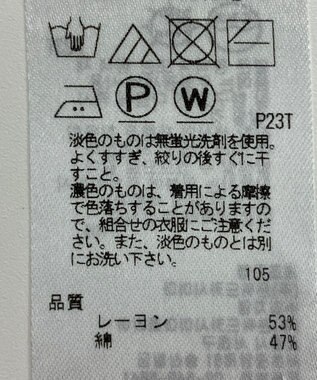 P W
P23T
淡色のものは無蛍光洗剤を使用。
よくすすぎ、絞りの後すぐに干
すこと。
濃色のものは、着用による摩擦
で色落ちすることがありますの
で、組合せの衣服にご注意くだ
さい。また、淡色のものとは別
にお洗い下さい。
105
品質
レーヨン 53%
綿 47%